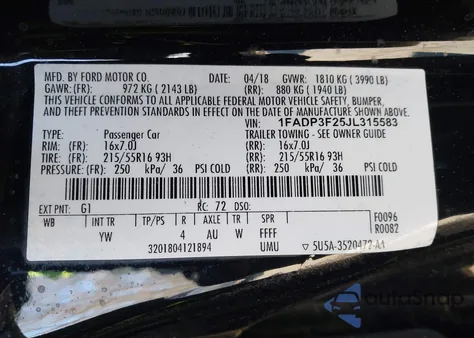 MFD. BY FORD MOTOR CO. 04/18 GVWR: 1810 KG ( 3990 LB)
GAWR: (FR): 972 KG ( 2143 LB) (RR): 880 KG ( 1940 LB)
THIS VEHICLE CONFORMS TO ALL APPLICABLE FEDERAL MOTOR VEHICLE SAFETY, BUMPER,
AND THEFT PREVENTION STANDARDS IN EFFECT ON THE DATE OF MANUFACTURE SHOWN ABOVE.
VIN: 1FADP3F25JL315583
TYPE: Passenger Car TRAILER TOWING - SEE OWNER GUIDE
RIM: (FR) 16x7.0J (RR): 16x7.0J
TIRE: (FR) 215/55R16 93H (RR): 215/55R16 93H
PRESSURE: (FR) 250 kPa/ 36 PSI COLD (RR): 250 kPa/ 36 PSI COLD
EXT PNT: G1 RC: 72 DSO: F0096
WB INT TR TP/PS R AXLE TR SPR R0082
YW 4 AU W FFFF
3201804121894 UMU ▽ 5U5A-3520472-AA
autoSnap